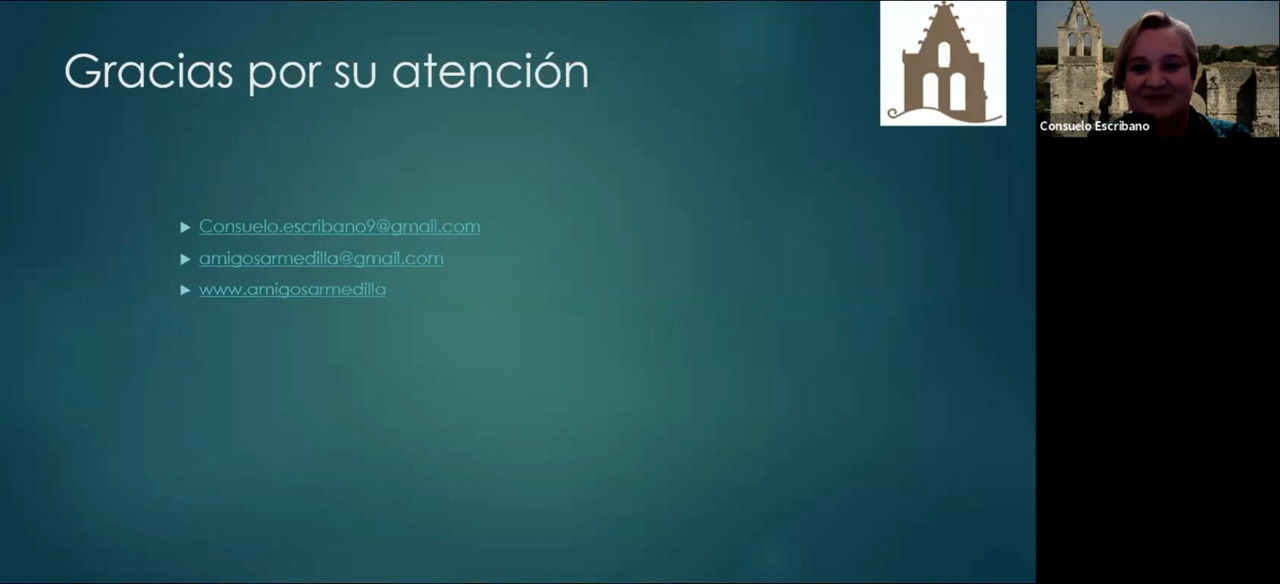 Gracias por su atención
Consuelo.escribano9@gmail.com
amigosarmedilla@gmail.com
www.amigosarmedilla
Consuelo Escribano